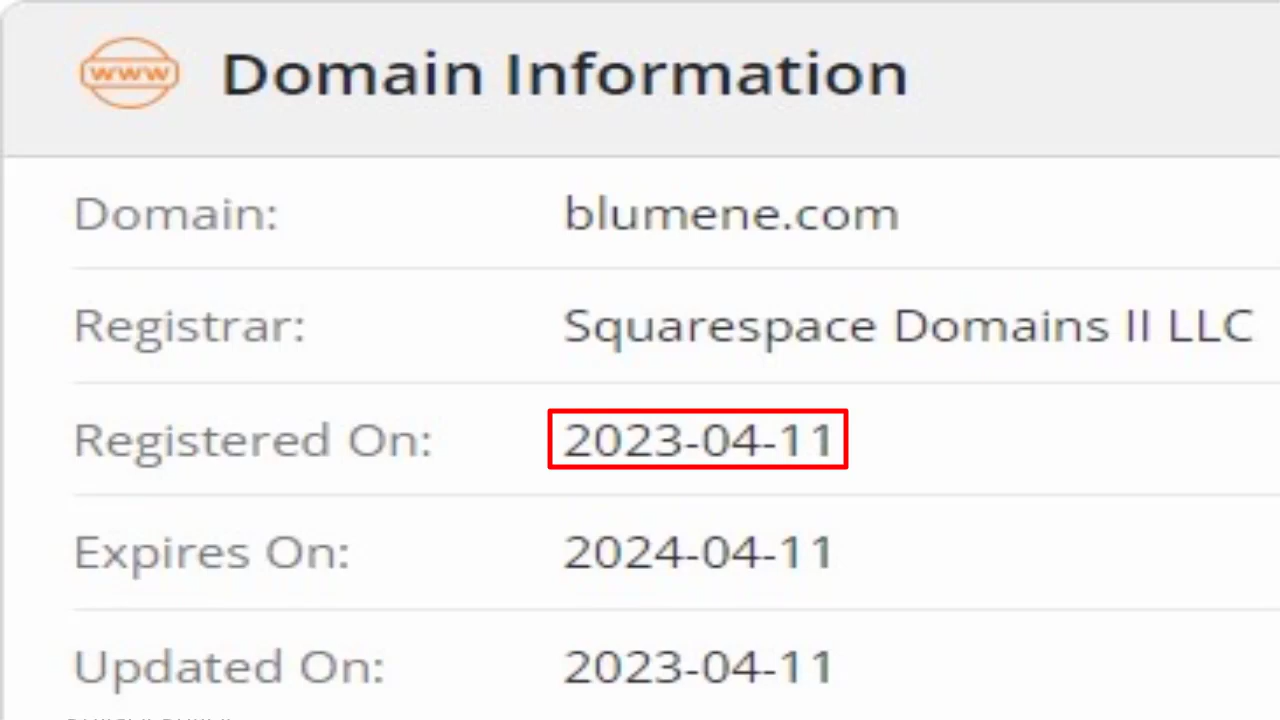 www
Domain Information
Domain: blumene.com
Registrar: Squarespace Domains II LLC
Registered On: 2023-04-11
Expires On: 2024-04-11
Updated On: 2023-04-11